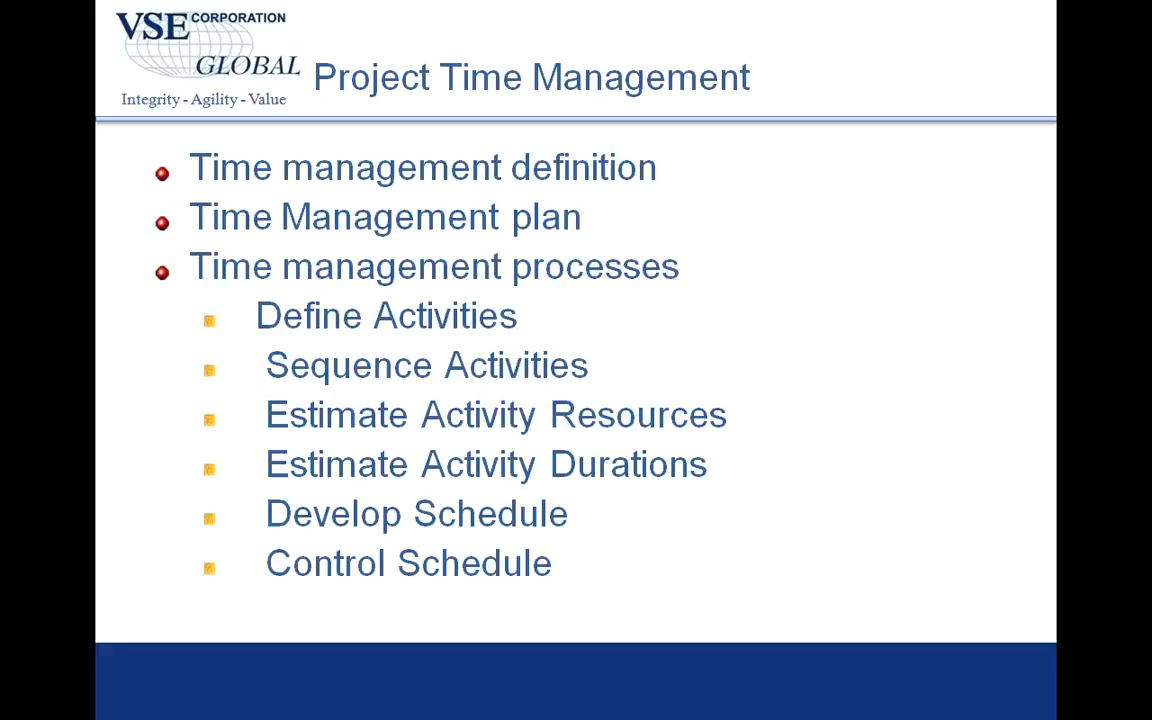 VSE CORPORATION
GLOBAL
Integrity - Agility - Value
Project Time Management
Time management definition
Time Management plan
Time management processes
Define Activities
Sequence Activities
Estimate Activity Resources
Estimate Activity Durations
Develop Schedule
Control Schedule